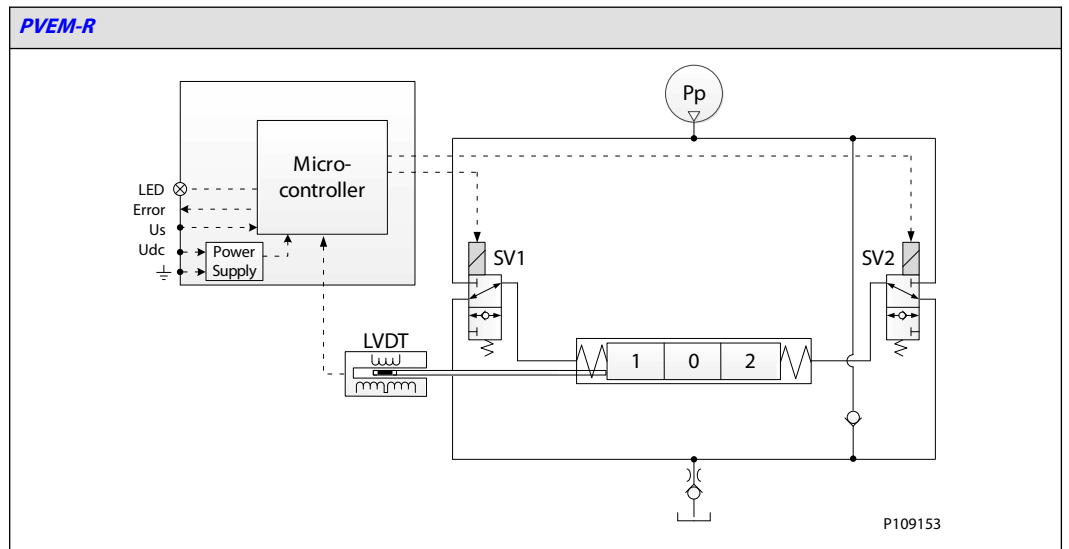 PVEM-R
Pp
Micro-
controller
LED
Error
Us
Udc
Power
Supply
SV1
SV2
LVDT
1 0 2
P109153